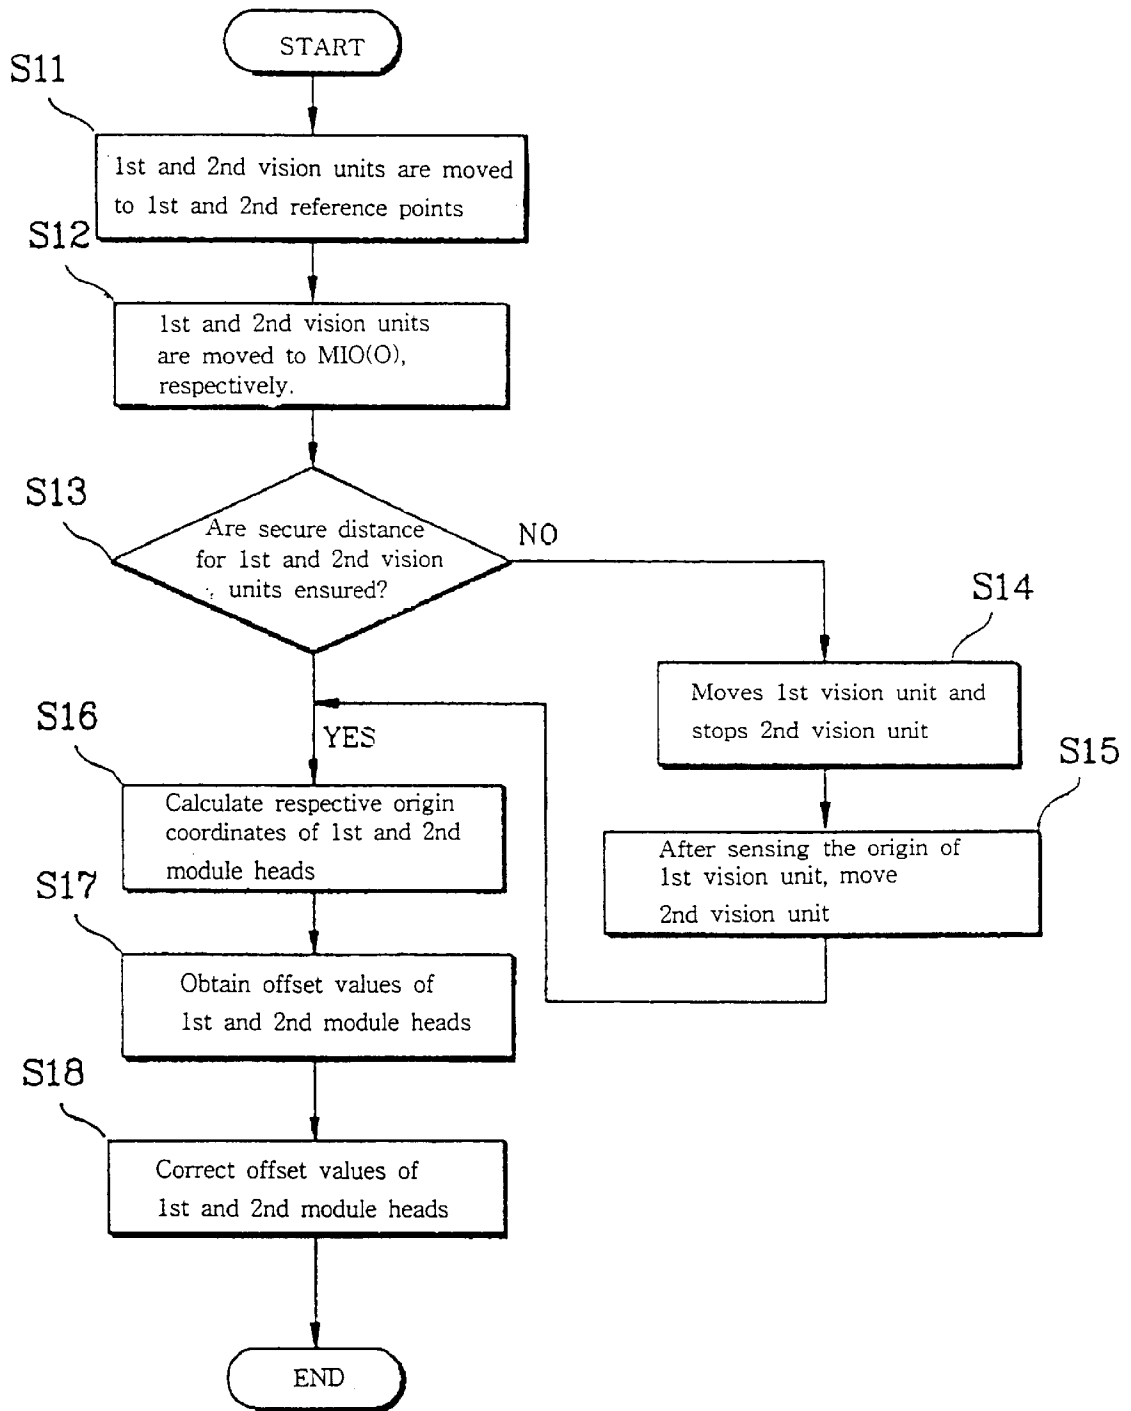 START
S11
1st and 2nd vision units are moved
to 1st and 2nd reference points
S12
1st and 2nd vision units
are moved to MIO(O),
respectively.
S13
Are secure distance
for 1st and 2nd vision
units ensured?
NO
S14
Moves 1st vision unit and
stops 2nd vision unit
S15
After sensing the origin of
1st vision unit, move
2nd vision unit
YES
S16
Calculate respective origin
coordinates of 1st and 2nd
module heads
S17
Obtain offset values of
1st and 2nd module heads
S18
Correct offset values of
1st and 2nd module heads
END